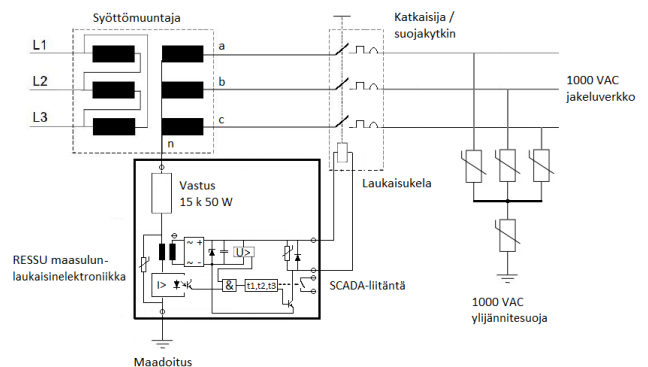 Syöttömuuntaja
Katkaisija /
suojakytkin
L1
L2
L3
a
b
c
n
1000 VAC
jakeluverkko
Laukaisukela
Vastus
15 k 50 W
RESSU maasulun-
laukaisinelektroniikka
~ +
~ -
U>
I>
&
t1,t2,t3
SCADA-liitäntä
Maadoitus
1000 VAC
ylijännitesuoja